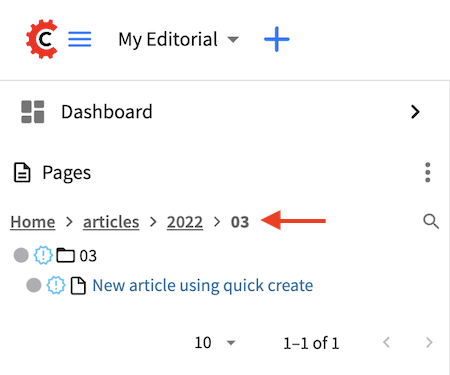 C My Editorial
Dashboard
Pages
Home > articles > 2022 > 03
03
New article using quick create
10 1–1 of 1